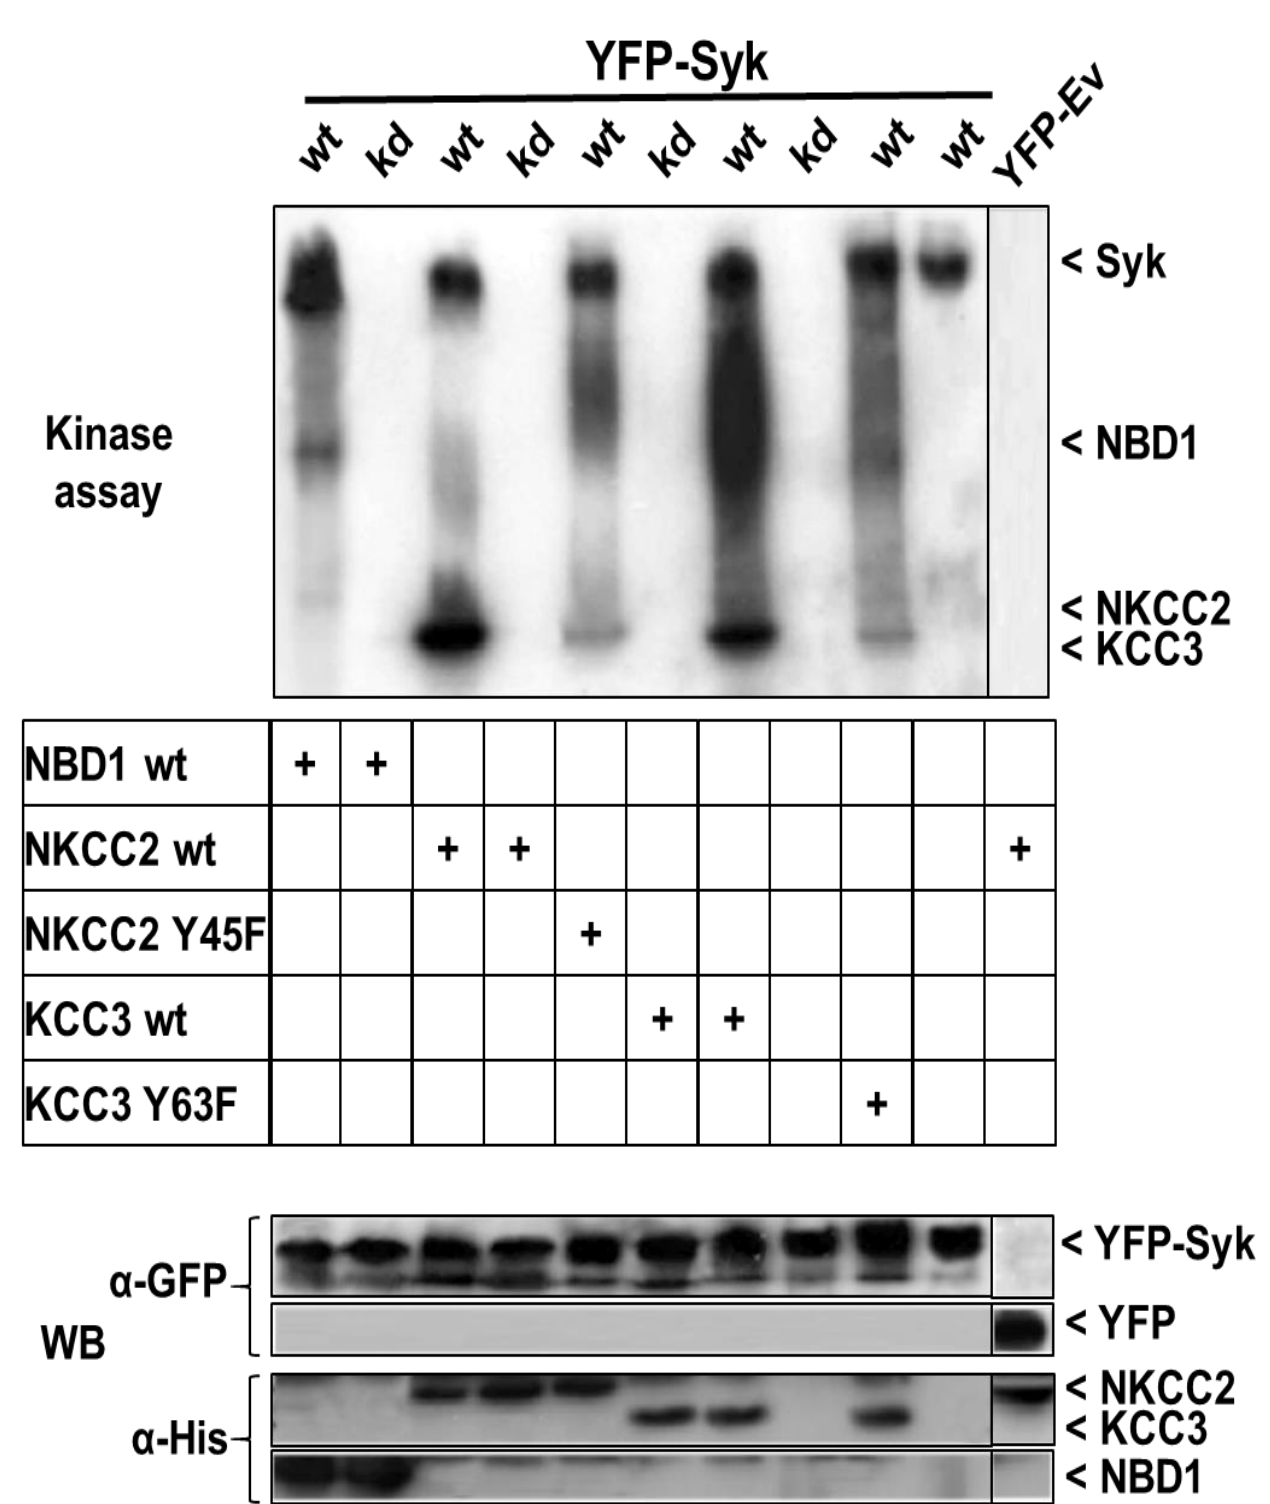 YFP-Syk
wt kd wt kd wt kd wt kd wt wt YFP-Ev
< Syk
Kinase
assay
< NBD1
< NKCC2
< KCC3
NBD1 wt + +
NKCC2 wt + + +
NKCC2 Y45F +
KCC3 wt + +
KCC3 Y63F +
α-GFP
< YFP-Syk
WB
< YFP
α-His
< NKCC2
< KCC3
< NBD1